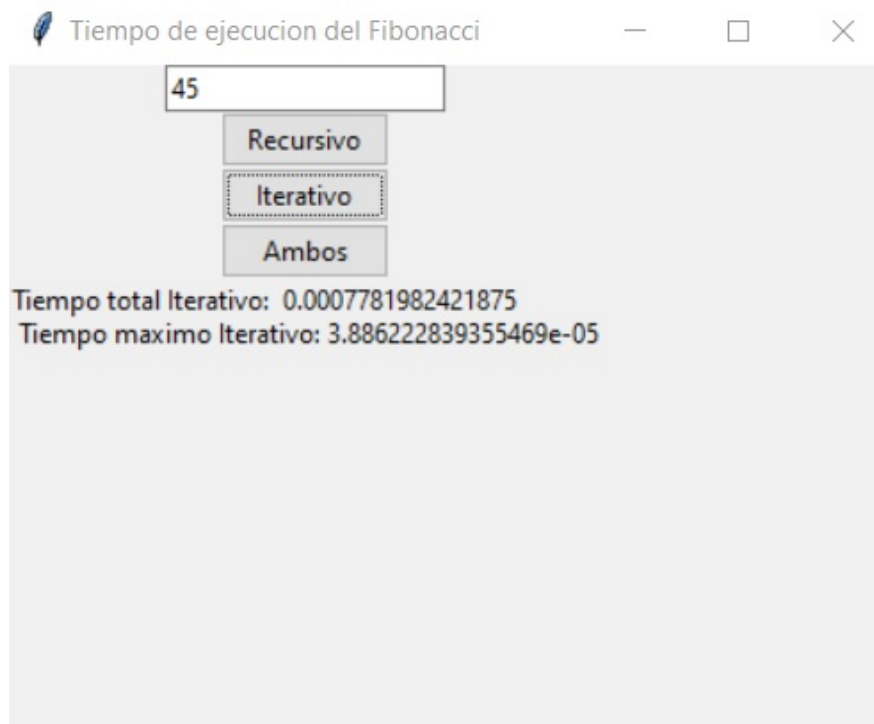 Tiempo de ejecucion del Fibonacci
45
Recursivo
Iterativo
Ambos
Tiempo total Iterativo:  0.0007781982421875
Tiempo maximo Iterativo: 3.886222839355469e-05